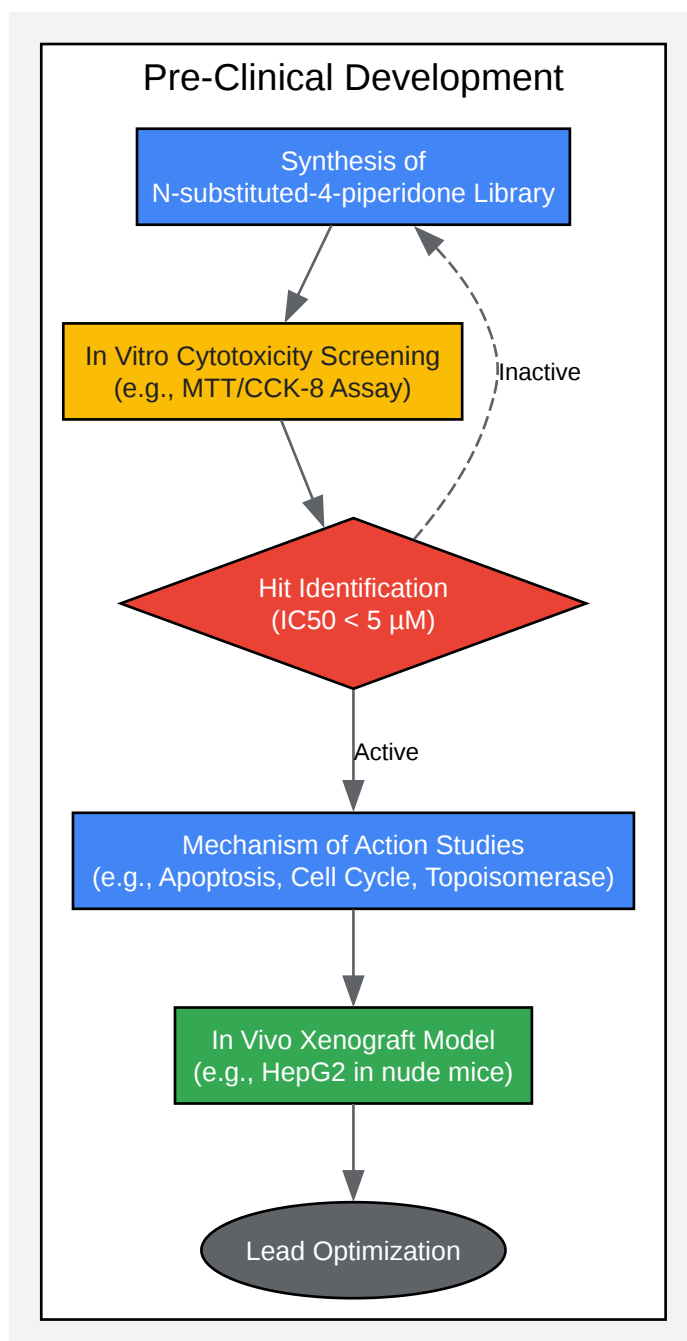 Pre-Clinical Development
Synthesis of
N-substituted-4-piperidone Library
In Vitro Cytotoxicity Screening
(e.g., MTT/CCK-8 Assay)
Inactive
Hit Identification
(IC50 < 5 µM)
Active
Mechanism of Action Studies
(e.g., Apoptosis, Cell Cycle, Topoisomerase)
In Vivo Xenograft Model
(e.g., HepG2 in nude mice)
Lead Optimization